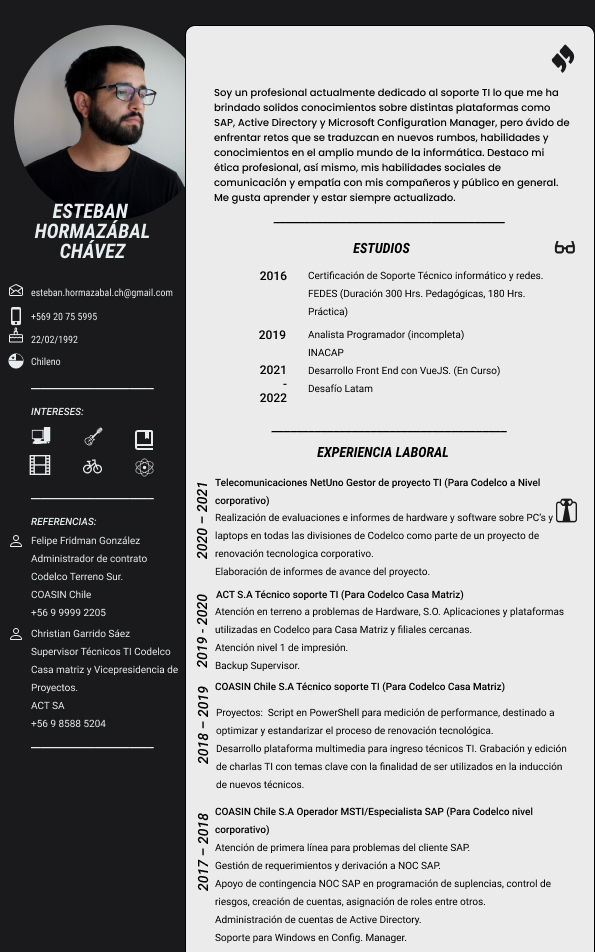 ESTEBAN
HORMAZÁBAL
CHÁVEZ
esteban.hormazabal.ch@gmail.com
+569 20 75 5995
22/02/1992
Chileno
INTERESES:
REFERENCIAS:
Felipe Fridman González
Administrador de contrato
Codelco Terreno Sur.
COASIN Chile
+56 9 9999 2205
Christian Garrido Sáez
Supervisor Técnicos TI Codelco
Casa matriz y Vicepresidencia de
Proyectos.
ACT SA
+56 9 8588 5204
Soy un profesional actualmente dedicado al soporte TI lo que me ha
brindado solidos conocimientos sobre distintas plataformas como
SAP, Active Directory y Microsoft Configuration Manager, pero ávido de
enfrentar retos que se traduzcan en nuevos rumbos, habilidades y
conocimientos en el amplio mundo de la informática. Destaco mi
ética profesional, así mismo, mis habilidades sociales de
comunicación y empatía con mis compañeros y público en general.
Me gusta aprender y estar siempre actualizado.
ESTUDIOS
2016 Certificación de Soporte Técnico informático y redes.
FEDES (Duración 300 Hrs. Pedagógicas, 180 Hrs.
Práctica)
2019 Analista Programador (incompleta)
INACAP
2021 Desarrollo Front End con VueJS. (En Curso)
- Desafío Latam
2022
EXPERIENCIA LABORAL
2020 – 2021
Telecomunicaciones NetUno Gestor de proyecto TI (Para Codelco a Nivel
corporativo)
Realización de evaluaciones e informes de hardware y software sobre PC's y
laptops en todas las divisiones de Codelco como parte de un proyecto de
renovación tecnologica corporativo.
Elaboración de informes de avance del proyecto.
2019 - 2020
ACT S.A Técnico soporte TI (Para Codelco Casa Matriz)
Atención en terreno a problemas de Hardware, S.O. Aplicaciones y plataformas
utilizadas en Codelco para Casa Matriz y filiales cercanas.
Atención nivel 1 de impresión.
Backup Supervisor.
2018 – 2019
COASIN Chile S.A Técnico soporte TI (Para Codelco Casa Matriz)
Proyectos: Script en PowerShell para medición de performance, destinado a
optimizar y estandarizar el proceso de renovación tecnológica.
Desarrollo plataforma multimedia para ingreso técnicos TI. Grabación y edición
de charlas TI con temas clave con la finalidad de ser utilizados en la inducción
de nuevos técnicos.
2017 – 2018
COASIN Chile S.A Operador MSTI/Especialista SAP (Para Codelco nivel
corporativo)
Atención de primera línea para problemas del cliente SAP.
Gestión de requerimientos y derivación a NOC SAP.
Apoyo de contingencia NOC SAP en programación de suplencias, control de
riesgos, creación de cuentas, asignación de roles entre otros.
Administración de cuentas de Active Directory.
Soporte para Windows en Config. Manager.